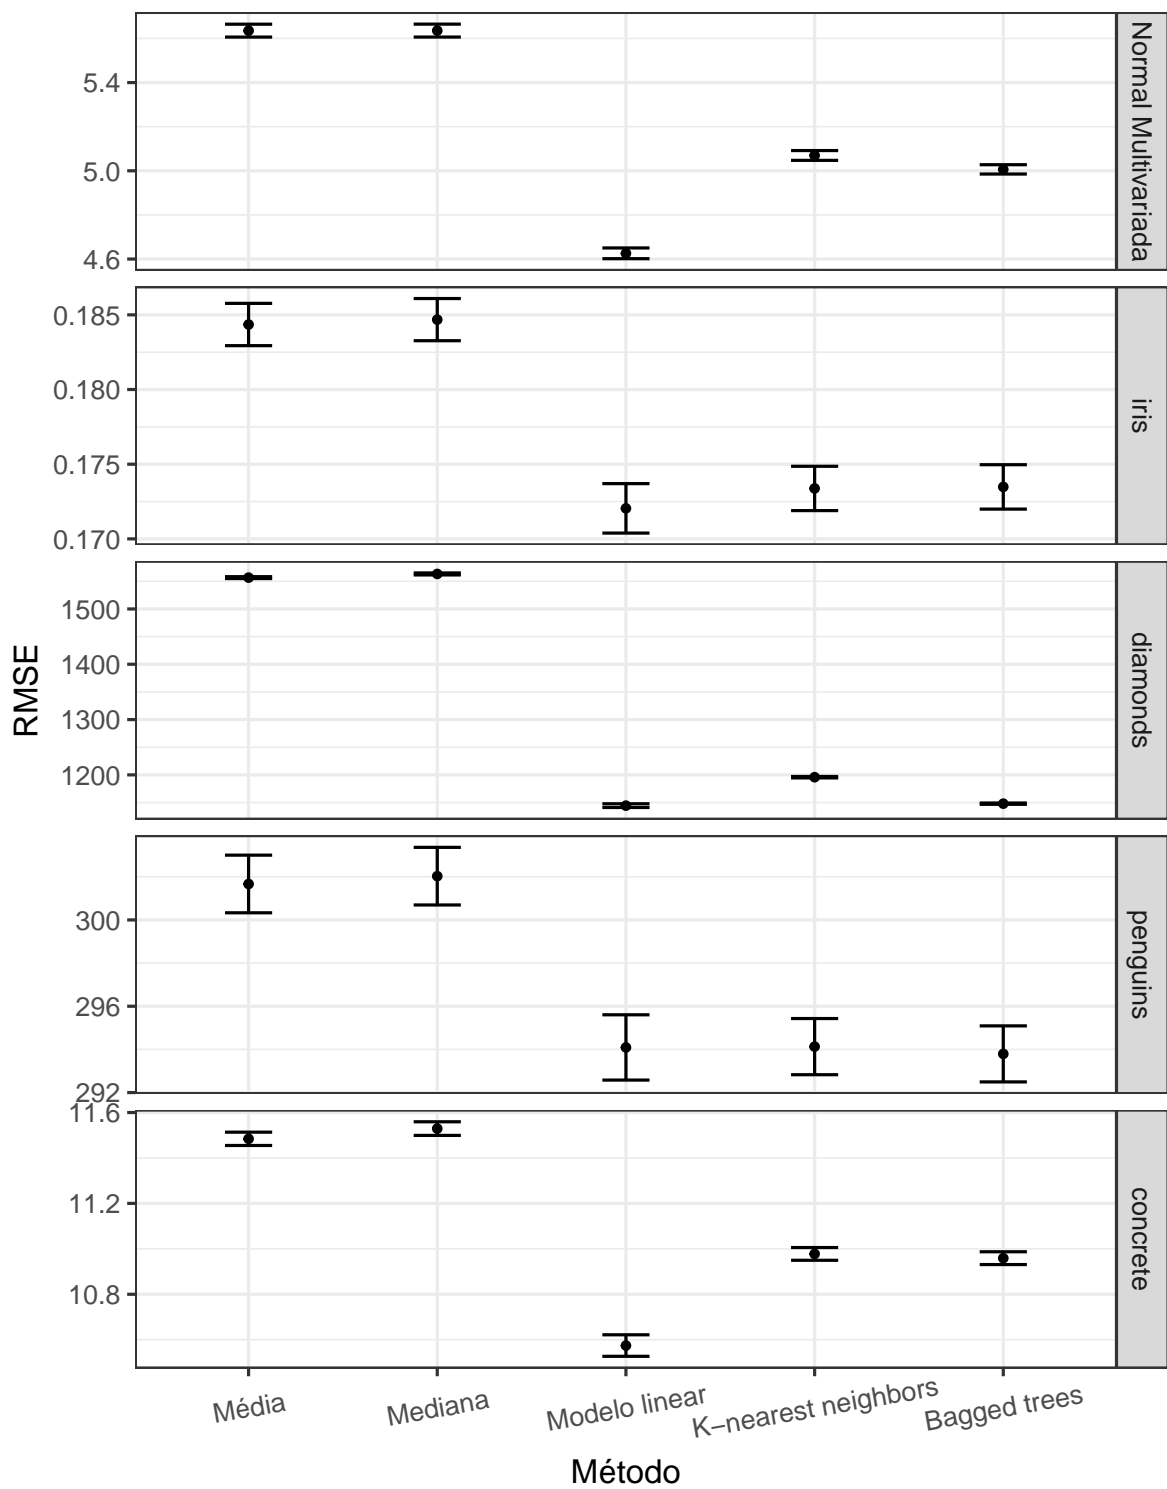 RMSE
5.4
5.0
4.6
Normal Multivariada
0.185
0.180
0.175
0.170
iris
1500
1400
1300
1200
diamonds
300
296
292
penguins
11.6
11.2
10.8
concrete
Média
Mediana
Modelo linear
K−nearest neighbors
Bagged trees
Método